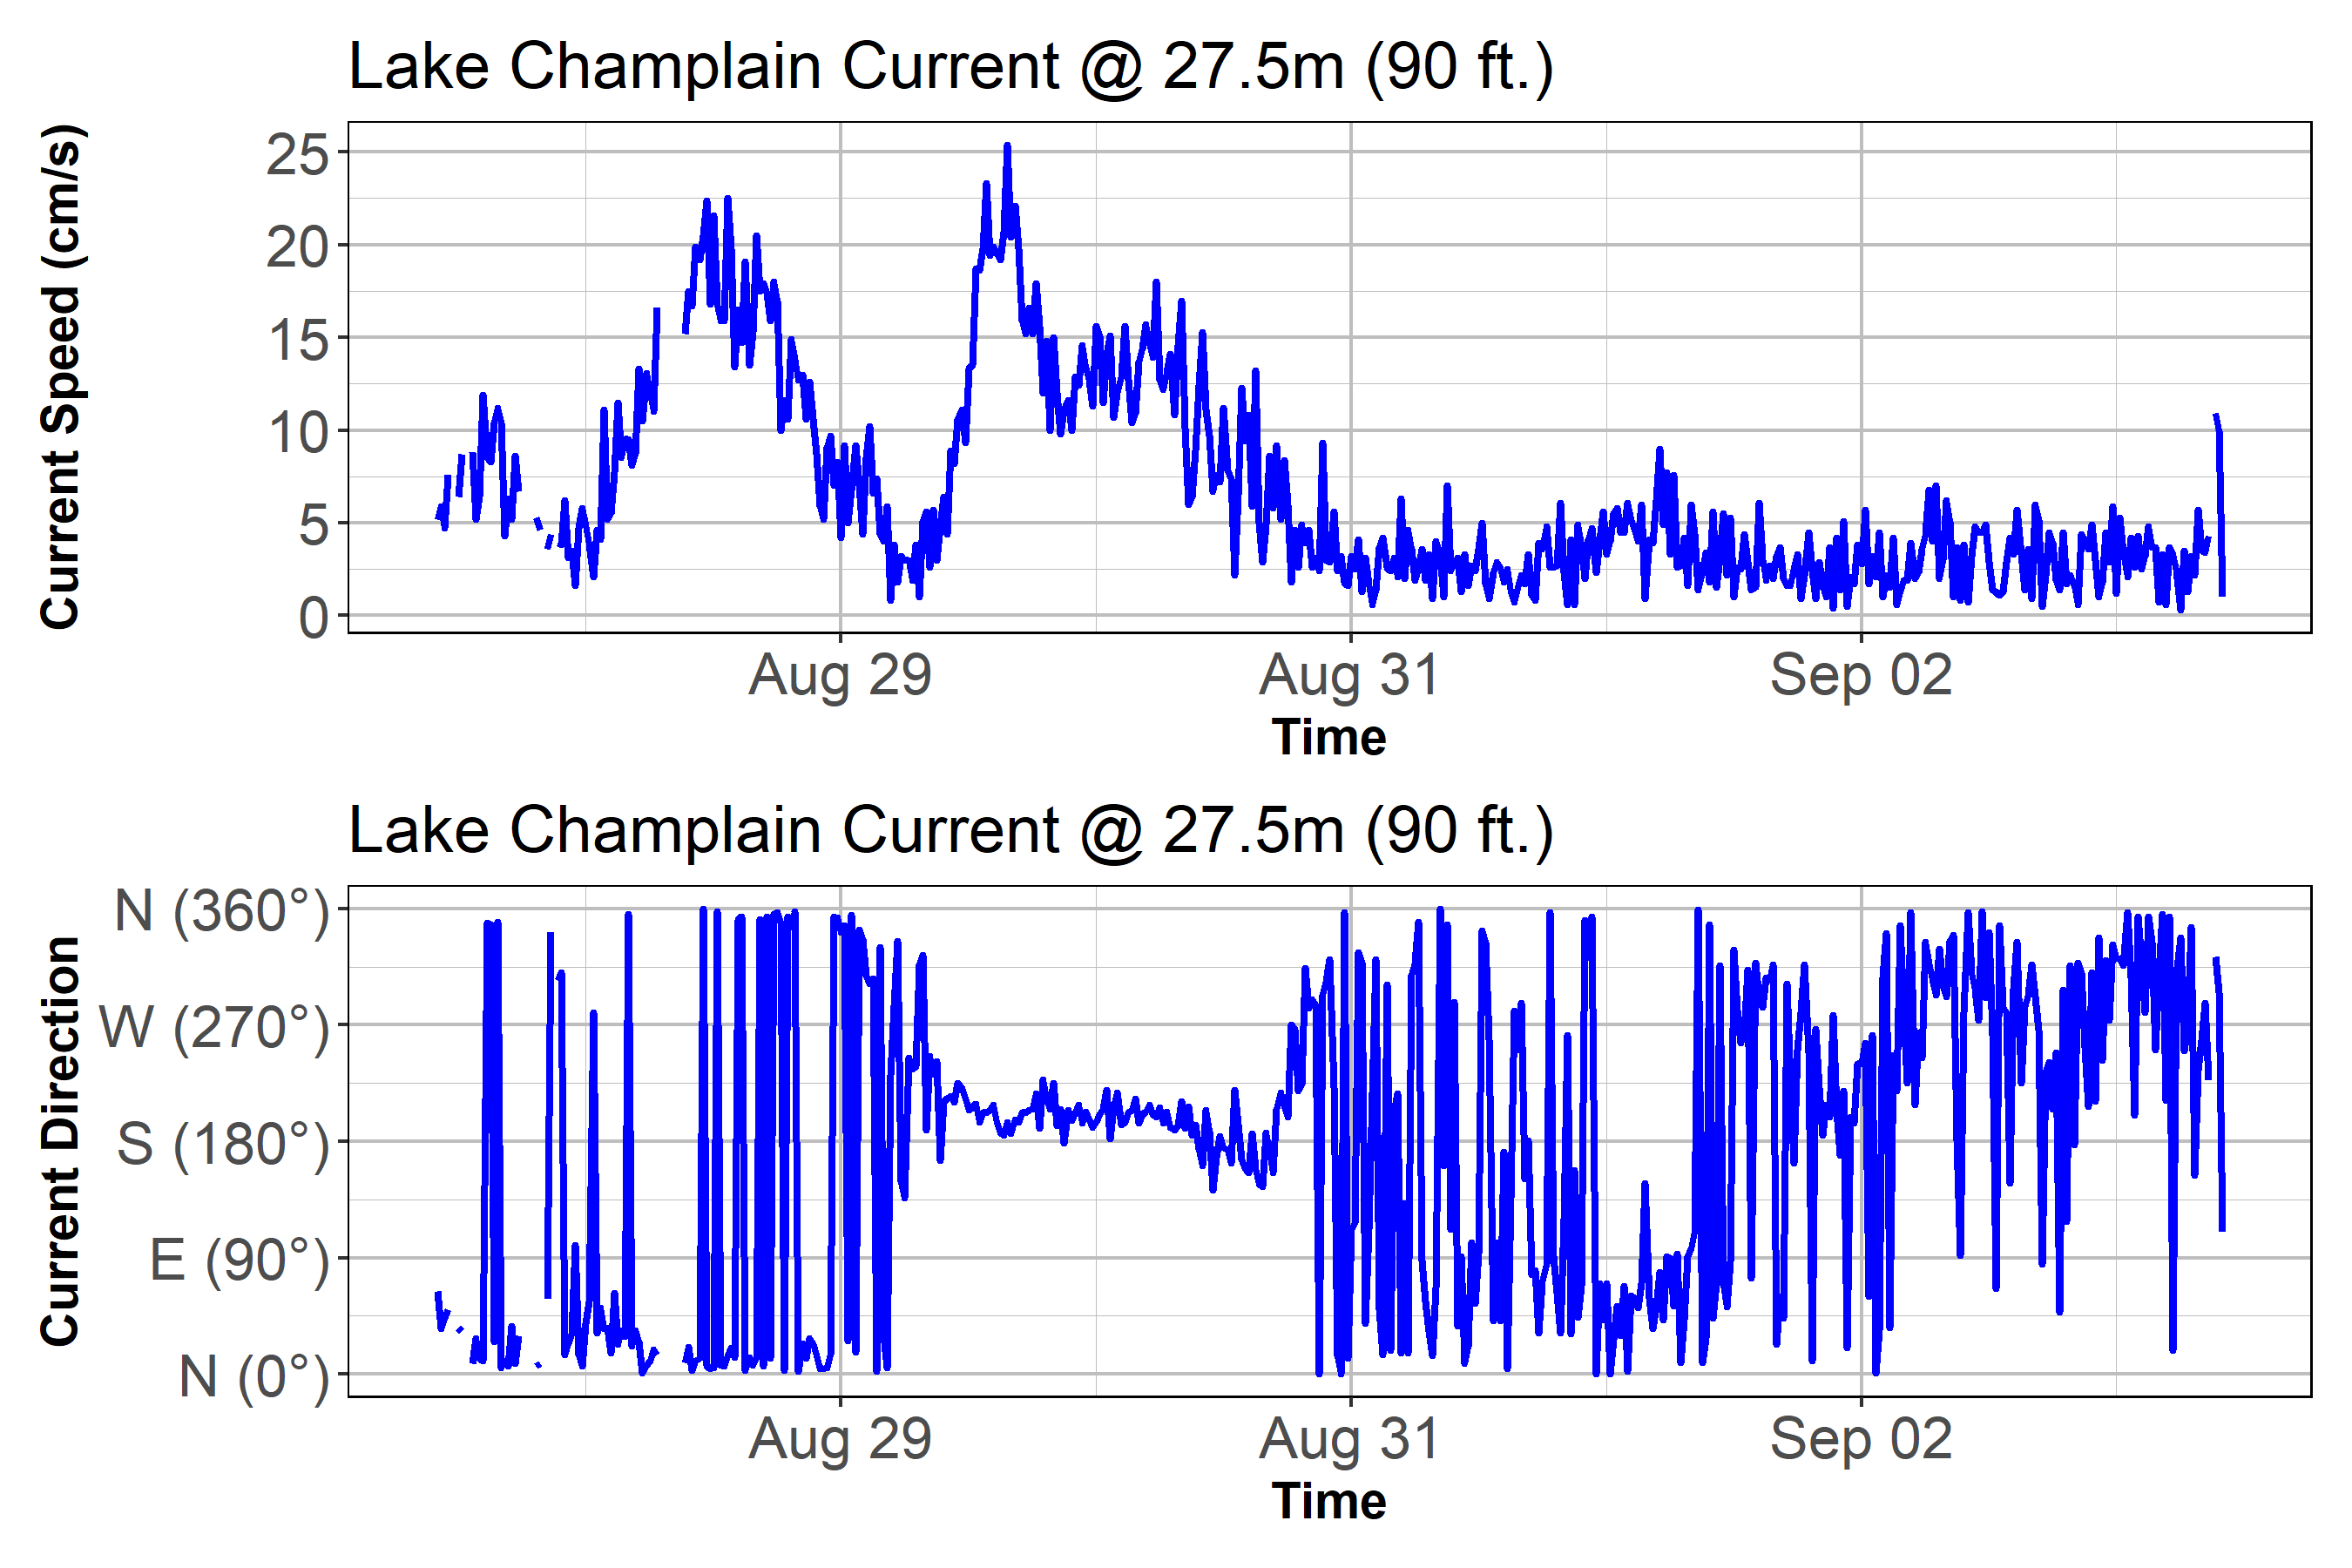 Lake Champlain Current @ 27.5m (90 ft.)
Current Speed (cm/s)
25
20
15
10
5
0
Aug 29 Aug 31 Sep 02
Time
Lake Champlain Current @ 27.5m (90 ft.)
Current Direction
N (360°)
W (270°)
S (180°)
E (90°)
N (0°)
Aug 29 Aug 31 Sep 02
Time